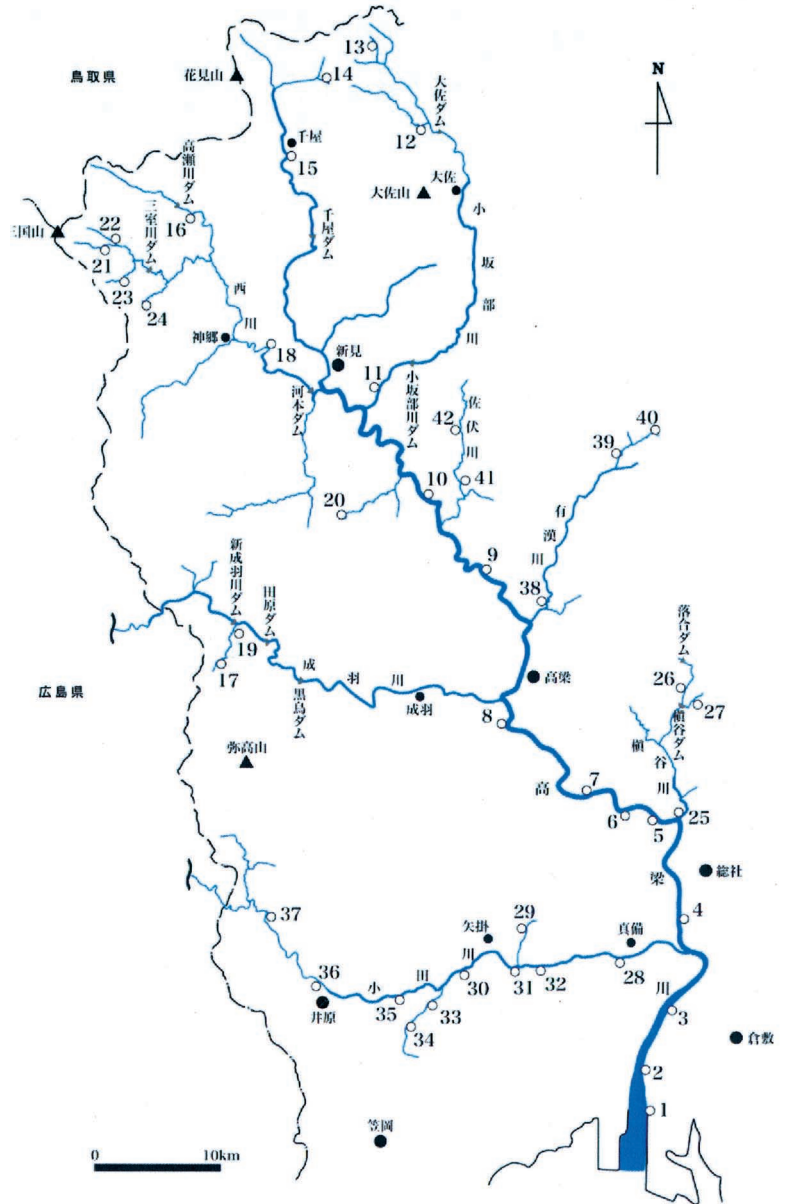 13
14
鳥取県
花見山
N
大佐ダム
12
千屋
15
高瀬川ダム
大佐
大佐山
三室川ダム
16
千屋ダム
小坂部川
三国山
22
21
23
24
西川
神郷
18
新見
11
小坂部川ダム
河本ダム
佐伏川
42
40
39
41
10
20
有漢川
9
38
新成羽川ダム
田原ダム
落合ダム
19
17
成羽川
黒鳥ダム
成羽
高梁
26
27
槇谷ダム
広島県
8
槇谷川
弥高山
7
6
5
25
高梁川
総社
37
29
矢掛
真備
4
36
小田川
30
31
32
28
井原
35
33
34
3
倉敷
2
1
笠岡
0
10km